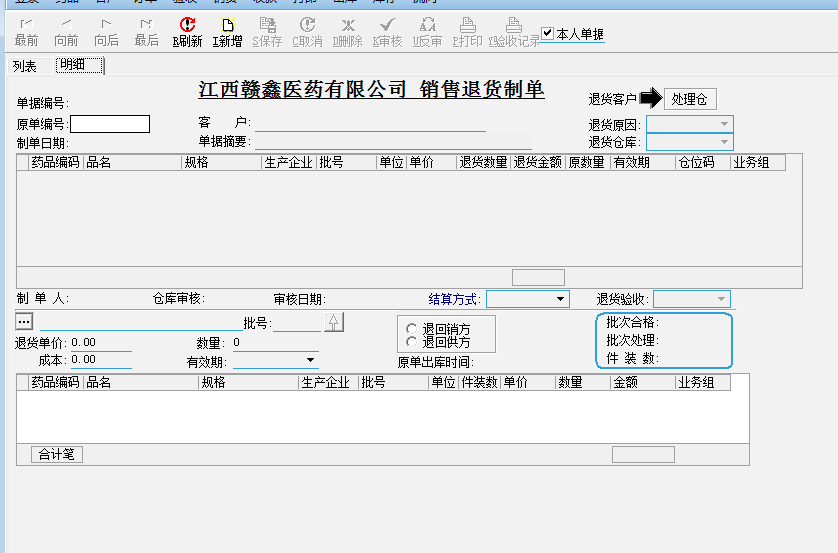 最前 向前 向后 最后 R刷新 I新增 S保存 C取消 D删除 K审核 U反审 P打印 V验收记录 本人单据
列表 明细
江西赣鑫医药有限公司 销售退货制单
单据编号: 退货客户 处理仓
原单编号: 客 户: 退货原因:
制单日期: 单据摘要: 退货仓库:
药品编码 品名 规格 生产企业 批号 单位 单价 退货数量 退货金额 原数量 有效期 仓位码 业务组
制 单 人: 仓库审核: 审核日期: 结算方式: 退货验收:
... 批号: 退回销方 批次合格:
退货单价: 0.00 数量: 0 退回供方 批次处理:
成本: 0.00 有效期: 原单出库时间: 件 装 数:
药品编码 品名 规格 生产企业 批号 单位 件装数 单价 数量 金额 业务组
合计笔